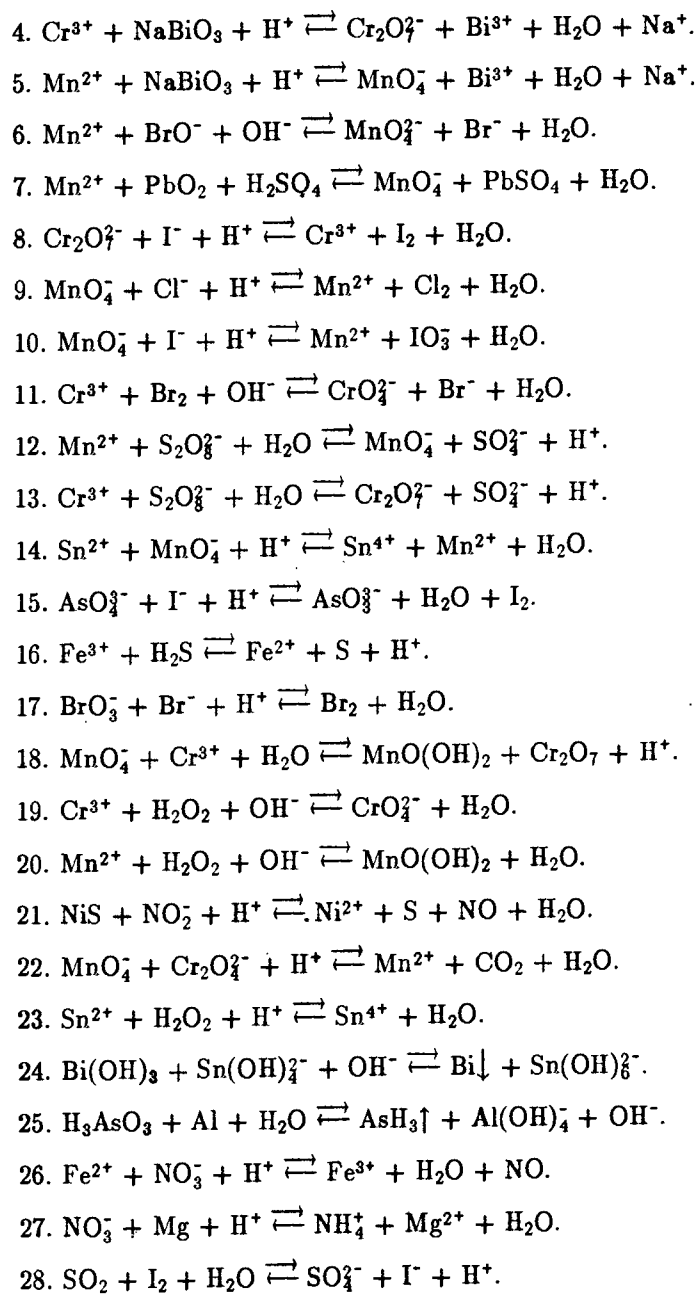 4. Cr³⁺ + NaBiO₃ + H⁺ ⇄ Cr₂O₇²⁻ + Bi³⁺ + H₂O + Na⁺.
5. Mn²⁺ + NaBiO₃ + H⁺ ⇄ MnO₄⁻ + Bi³⁺ + H₂O + Na⁺.
6. Mn²⁺ + BrO⁻ + OH⁻ ⇄ MnO₄²⁻ + Br⁻ + H₂O.
7. Mn²⁺ + PbO₂ + H₂SO₄ ⇄ MnO₄⁻ + PbSO₄ + H₂O.
8. Cr₂O₇²⁻ + I⁻ + H⁺ ⇄ Cr³⁺ + I₂ + H₂O.
9. MnO₄⁻ + Cl⁻ + H⁺ ⇄ Mn²⁺ + Cl₂ + H₂O.
10. MnO₄⁻ + I⁻ + H⁺ ⇄ Mn²⁺ + IO₃⁻ + H₂O.
11. Cr³⁺ + Br₂ + OH⁻ ⇄ CrO₄²⁻ + Br⁻ + H₂O.
12. Mn²⁺ + S₂O₈²⁻ + H₂O ⇄ MnO₄⁻ + SO₄²⁻ + H⁺.
13. Cr³⁺ + S₂O₈²⁻ + H₂O ⇄ Cr₂O₇²⁻ + SO₄²⁻ + H⁺.
14. Sn²⁺ + MnO₄⁻ + H⁺ ⇄ Sn⁴⁺ + Mn²⁺ + H₂O.
15. AsO₄³⁻ + I⁻ + H⁺ ⇄ AsO₃³⁻ + H₂O + I₂.
16. Fe³⁺ + H₂S ⇄ Fe²⁺ + S + H⁺.
17. BrO₃⁻ + Br⁻ + H⁺ ⇄ Br₂ + H₂O.
18. MnO₄⁻ + Cr³⁺ + H₂O ⇄ MnO(OH)₂ + Cr₂O₇ + H⁺.
19. Cr³⁺ + H₂O₂ + OH⁻ ⇄ CrO₄²⁻ + H₂O.
20. Mn²⁺ + H₂O₂ + OH⁻ ⇄ MnO(OH)₂ + H₂O.
21. NiS + NO₂⁻ + H⁺ ⇄ Ni²⁺ + S + NO + H₂O.
22. MnO₄⁻ + Cr₂O₄²⁻ + H⁺ ⇄ Mn²⁺ + CO₂ + H₂O.
23. Sn²⁺ + H₂O₂ + H⁺ ⇄ Sn⁴⁺ + H₂O.
24. Bi(OH)₃ + Sn(OH)₄²⁻ + OH⁻ ⇄ Bi↓ + Sn(OH)₆²⁻.
25. H₃AsO₃ + Al + H₂O ⇄ AsH₃↑ + Al(OH)₄⁻ + OH⁻.
26. Fe²⁺ + NO₃⁻ + H⁺ ⇄ Fe³⁺ + H₂O + NO.
27. NO₃⁻ + Mg + H⁺ ⇄ NH₄⁺ + Mg²⁺ + H₂O.
28. SO₂ + I₂ + H₂O ⇄ SO₄²⁻ + I⁻ + H⁺.